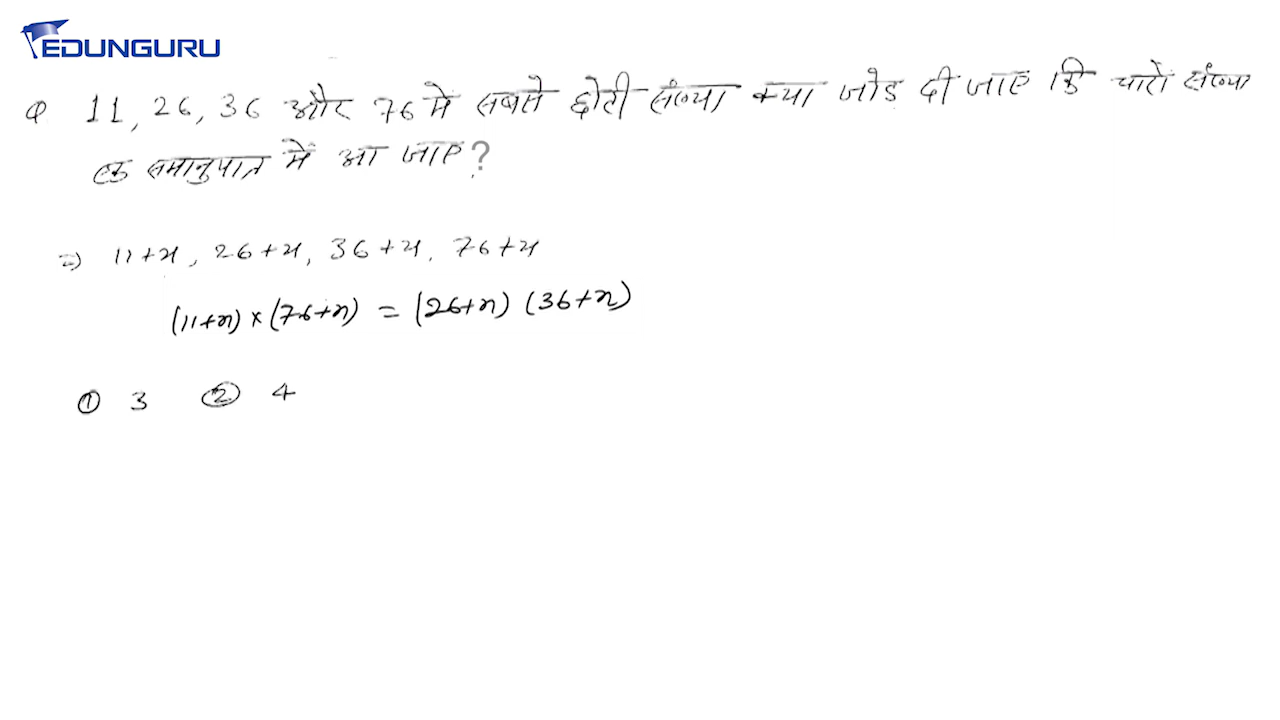 EDUNGURU
Q 11, 26, 36 और 76 मे सबसे छोटी संख्या क्या जोड दी जाए कि चारो संख्या
एक समानुपात में आ जाए?
⇒ 11+x, 26+x, 36+x, 76+x
(11+x) × (76+x) = (26+x) (36+x)
① 3 ② 4